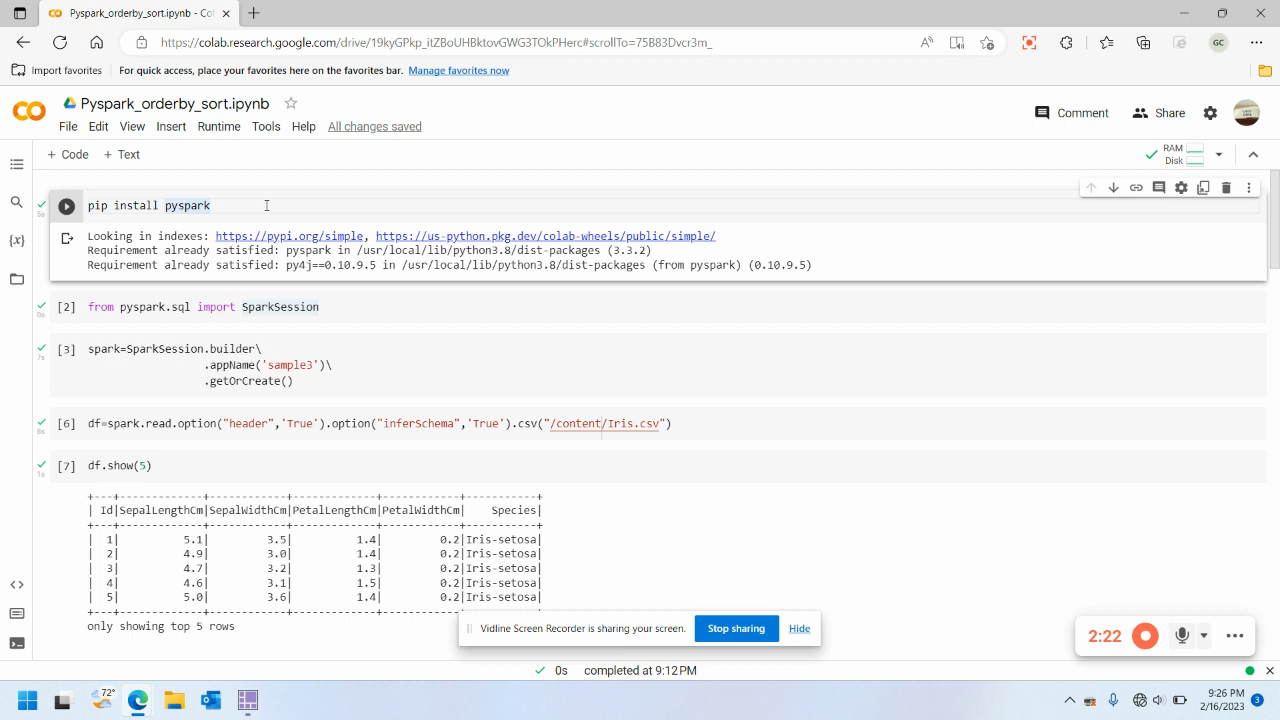 Pyspark_orderby_sort.ipynb - Col
https://colab.research.google.com/drive/19kyGPkp_itZBoUHBktovGWG3TOkPHerc#scrollTo=75B83Dvcr3m_
GC
Import favorites
For quick access, place your favorites here on the favorites bar. Manage favorites now
Pyspark_orderby_sort.ipynb
Comment
Share
File Edit View Insert Runtime Tools Help All changes saved
+ Code + Text
RAM
Disk
pip install pyspark
5s
Looking in indexes: https://pypi.org/simple, https://us-python.pkg.dev/colab-wheels/public/simple/
Requirement already satisfied: pyspark in /usr/local/lib/python3.8/dist-packages (3.3.2)
Requirement already satisfied: py4j==0.10.9.5 in /usr/local/lib/python3.8/dist-packages (from pyspark) (0.10.9.5)
[2] from pyspark.sql import SparkSession
0s
[3] spark=SparkSession.builder\
7s
.appName('sample3')\
.getOrCreate()
[6] df=spark.read.option("header",'True').option("inferSchema",'True').csv("/content/Iris.csv")
8s
[7] df.show(5)
1s
+---+-------------+------------+-------------+------------+-----------+
| Id|SepalLengthCm|SepalWidthCm|PetalLengthCm|PetalWidthCm|    Species|
+---+-------------+------------+-------------+------------+-----------+
|  1|          5.1|         3.5|          1.4|         0.2|Iris-setosa|
|  2|          4.9|         3.0|          1.4|         0.2|Iris-setosa|
|  3|          4.7|         3.2|          1.3|         0.2|Iris-setosa|
|  4|          4.6|         3.1|          1.5|         0.2|Iris-setosa|
|  5|          5.0|         3.6|          1.4|         0.2|Iris-setosa|
+---+-------------+------------+-------------+------------+-----------+
only showing top 5 rows
Vidline Screen Recorder is sharing your screen. Stop sharing Hide
2:22
0s completed at 9:12 PM
72°
9:26 PM
2/16/2023
3